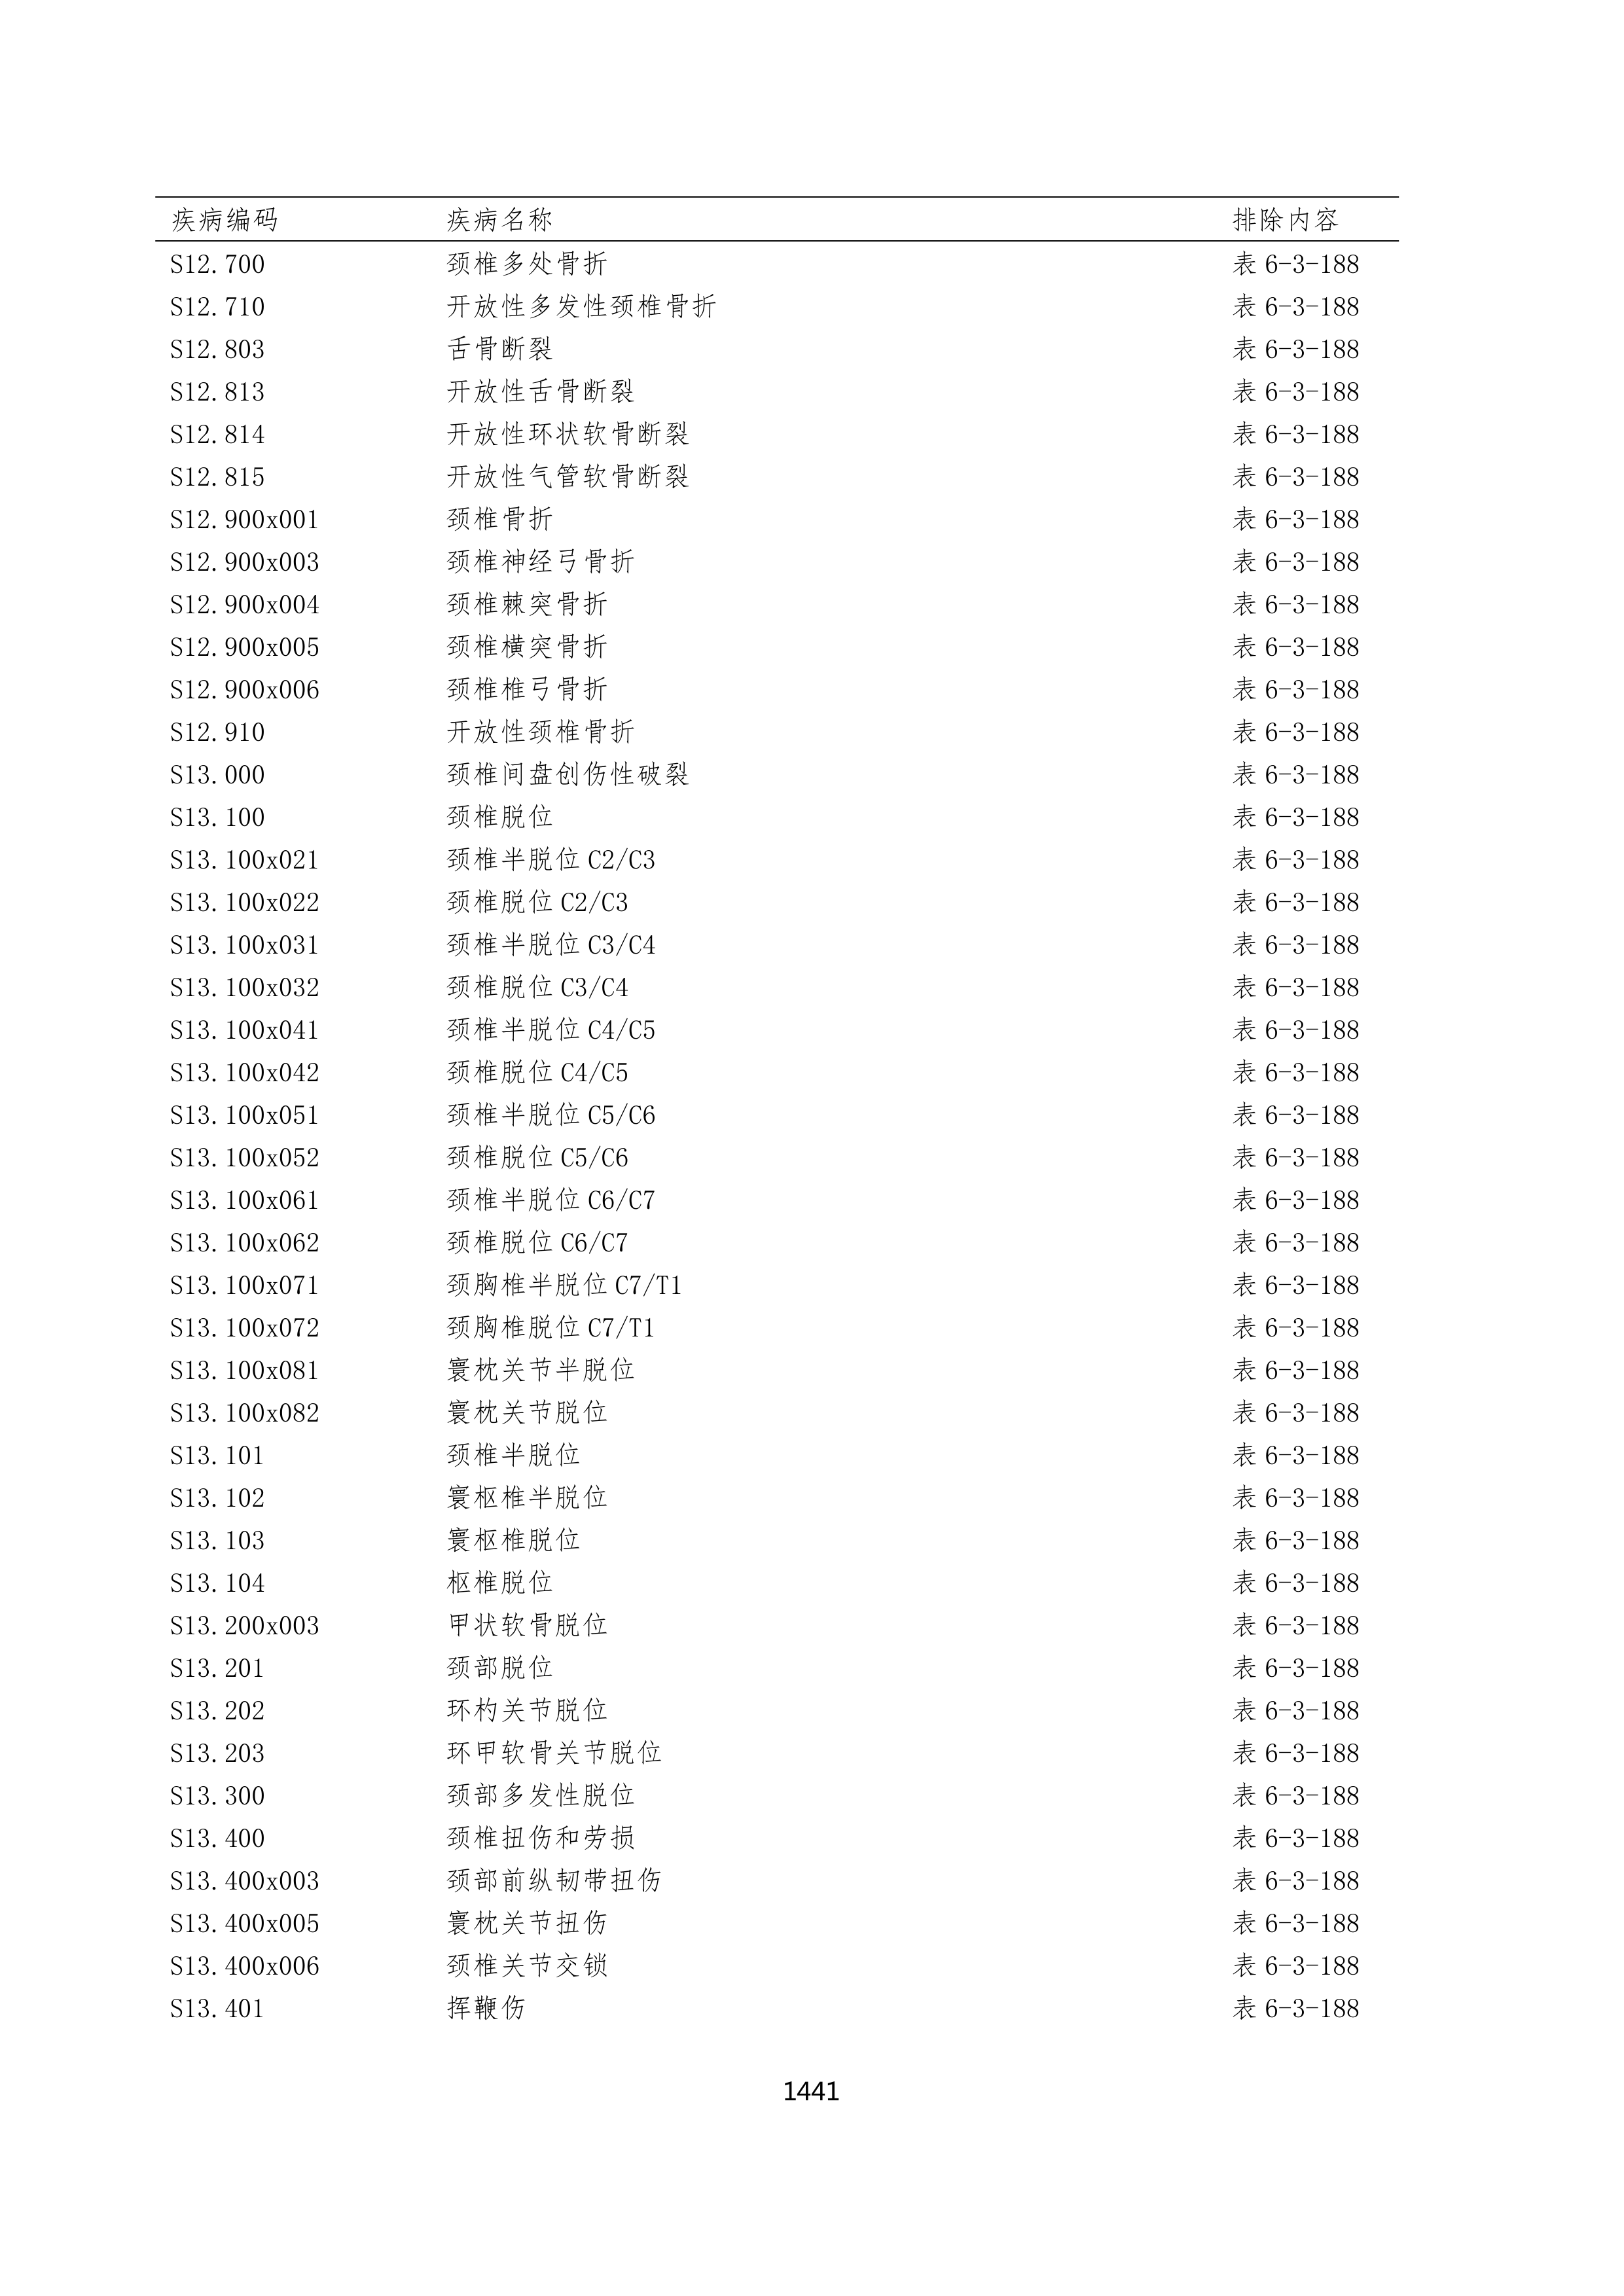 疾病编码 疾病名称 排除内容
S12.700 颈椎多处骨折 表 6-3-188
S12.710 开放性多发性颈椎骨折 表 6-3-188
S12.803 舌骨断裂 表 6-3-188
S12.813 开放性舌骨断裂 表 6-3-188
S12.814 开放性环状软骨断裂 表 6-3-188
S12.815 开放性气管软骨断裂 表 6-3-188
S12.900x001 颈椎骨折 表 6-3-188
S12.900x003 颈椎神经弓骨折 表 6-3-188
S12.900x004 颈椎棘突骨折 表 6-3-188
S12.900x005 颈椎横突骨折 表 6-3-188
S12.900x006 颈椎椎弓骨折 表 6-3-188
S12.910 开放性颈椎骨折 表 6-3-188
S13.000 颈椎间盘创伤性破裂 表 6-3-188
S13.100 颈椎脱位 表 6-3-188
S13.100x021 颈椎半脱位 C2/C3 表 6-3-188
S13.100x022 颈椎脱位 C2/C3 表 6-3-188
S13.100x031 颈椎半脱位 C3/C4 表 6-3-188
S13.100x032 颈椎脱位 C3/C4 表 6-3-188
S13.100x041 颈椎半脱位 C4/C5 表 6-3-188
S13.100x042 颈椎脱位 C4/C5 表 6-3-188
S13.100x051 颈椎半脱位 C5/C6 表 6-3-188
S13.100x052 颈椎脱位 C5/C6 表 6-3-188
S13.100x061 颈椎半脱位 C6/C7 表 6-3-188
S13.100x062 颈椎脱位 C6/C7 表 6-3-188
S13.100x071 颈胸椎半脱位 C7/T1 表 6-3-188
S13.100x072 颈胸椎脱位 C7/T1 表 6-3-188
S13.100x081 寰枕关节半脱位 表 6-3-188
S13.100x082 寰枕关节脱位 表 6-3-188
S13.101 颈椎半脱位 表 6-3-188
S13.102 寰枢椎半脱位 表 6-3-188
S13.103 寰枢椎脱位 表 6-3-188
S13.104 枢椎脱位 表 6-3-188
S13.200x003 甲状软骨脱位 表 6-3-188
S13.201 颈部脱位 表 6-3-188
S13.202 环杓关节脱位 表 6-3-188
S13.203 环甲软骨关节脱位 表 6-3-188
S13.300 颈部多发性脱位 表 6-3-188
S13.400 颈椎扭伤和劳损 表 6-3-188
S13.400x003 颈部前纵韧带扭伤 表 6-3-188
S13.400x005 寰枕关节扭伤 表 6-3-188
S13.400x006 颈椎关节交锁 表 6-3-188
S13.401 挥鞭伤 表 6-3-188
1441